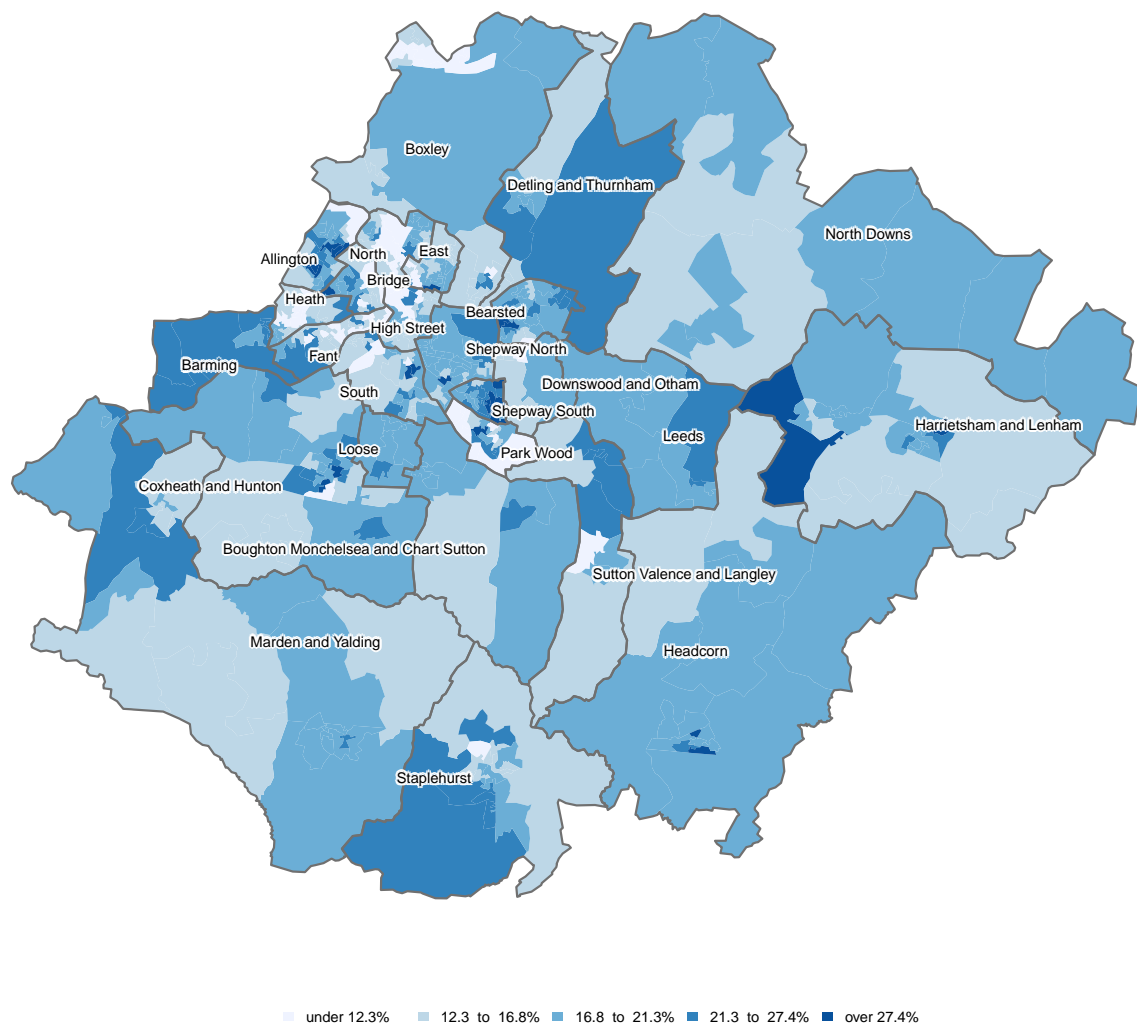 Boxley
Detling and Thurnham
North Downs
Allington
North
East
Bridge
Heath
Bearsted
High Street
Shepway North
Fant
Barming
South
Downswood and Otham
Shepway South
Harrietsham and Lenham
Leeds
Loose
Park Wood
Coxheath and Hunton
Boughton Monchelsea and Chart Sutton
Sutton Valence and Langley
Marden and Yalding
Headcorn
Staplehurst
under 12.3% 12.3 to 16.8% 16.8 to 21.3% 21.3 to 27.4% over 27.4%